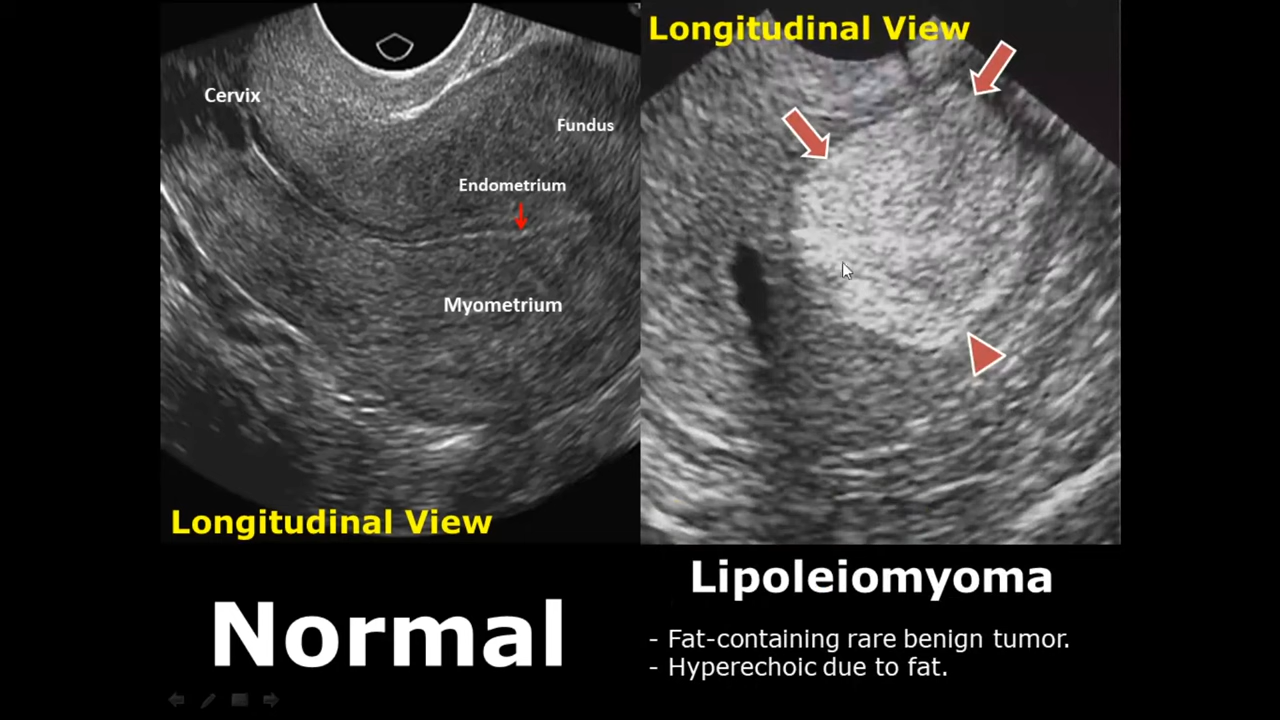 Longitudinal View
Cervix
Fundus
Endometrium
Myometrium
Longitudinal View
Normal
Lipoleiomyoma
- Fat-containing rare benign tumor.
- Hyperechoic due to fat.